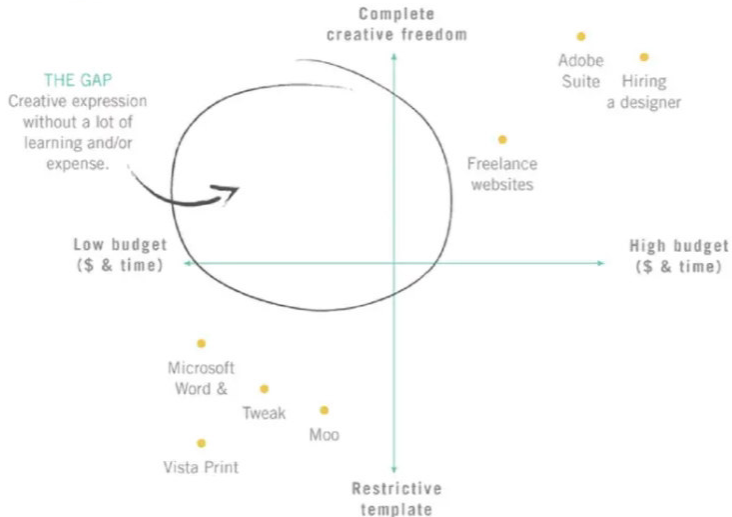 Complete
creative freedom
Adobe
Suite
Hiring
a designer
THE GAP
Creative expression
without a lot of
learning and/or
expense.
Freelance
websites
Low budget
($ & time)
High budget
($ & time)
Microsoft
Word &
Tweak
Moo
Vista Print
Restrictive
template